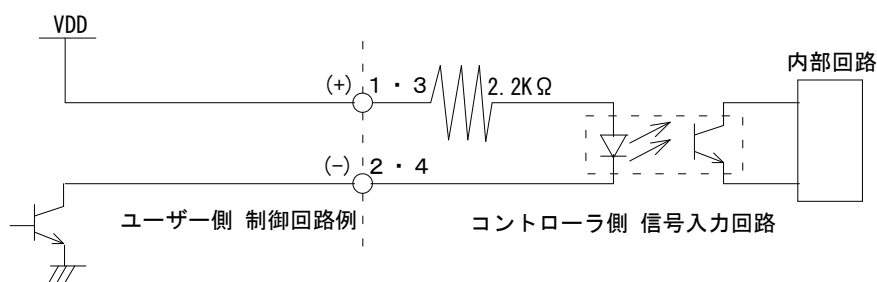 VDD
内部回路
(+) 1・3 2.2KΩ
(-) 2・4
ユーザー側 制御回路例
コントローラ側 信号入力回路